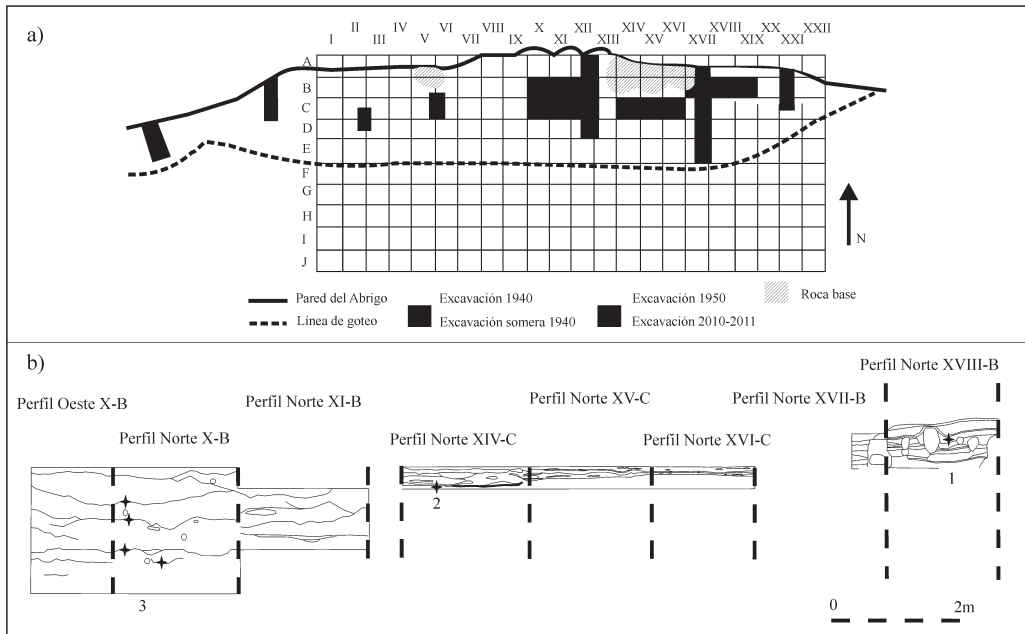 a)
II IV VI VIII X XII XIV XVI XVIII XX XXII
I III V VII IX XI XIII XV XVII XIX XXI
A
B
C
D
E
F
G
H
I
J
N
Pared del Abrigo
Línea de goteo
Excavación 1940
Excavación somera 1940
Excavación 1950
Excavación 2010-2011
Roca base
b)
Perfil Oeste X-B
Perfil Norte X-B
Perfil Norte XI-B
Perfil Norte XIV-C
Perfil Norte XV-C
Perfil Norte XVI-C
Perfil Norte XVII-B
Perfil Norte XVIII-B
1
2
3
0 2m